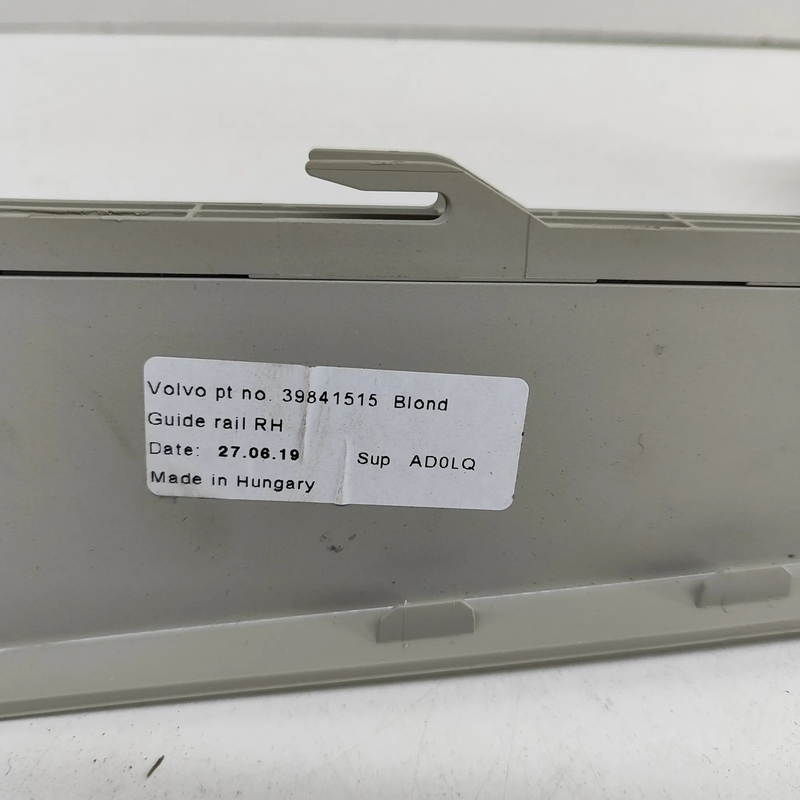 Volvo pt no. 39841515 Blond
Guide rail RH
Date: 27.06.19 Sup AD0LQ
Made in Hungary